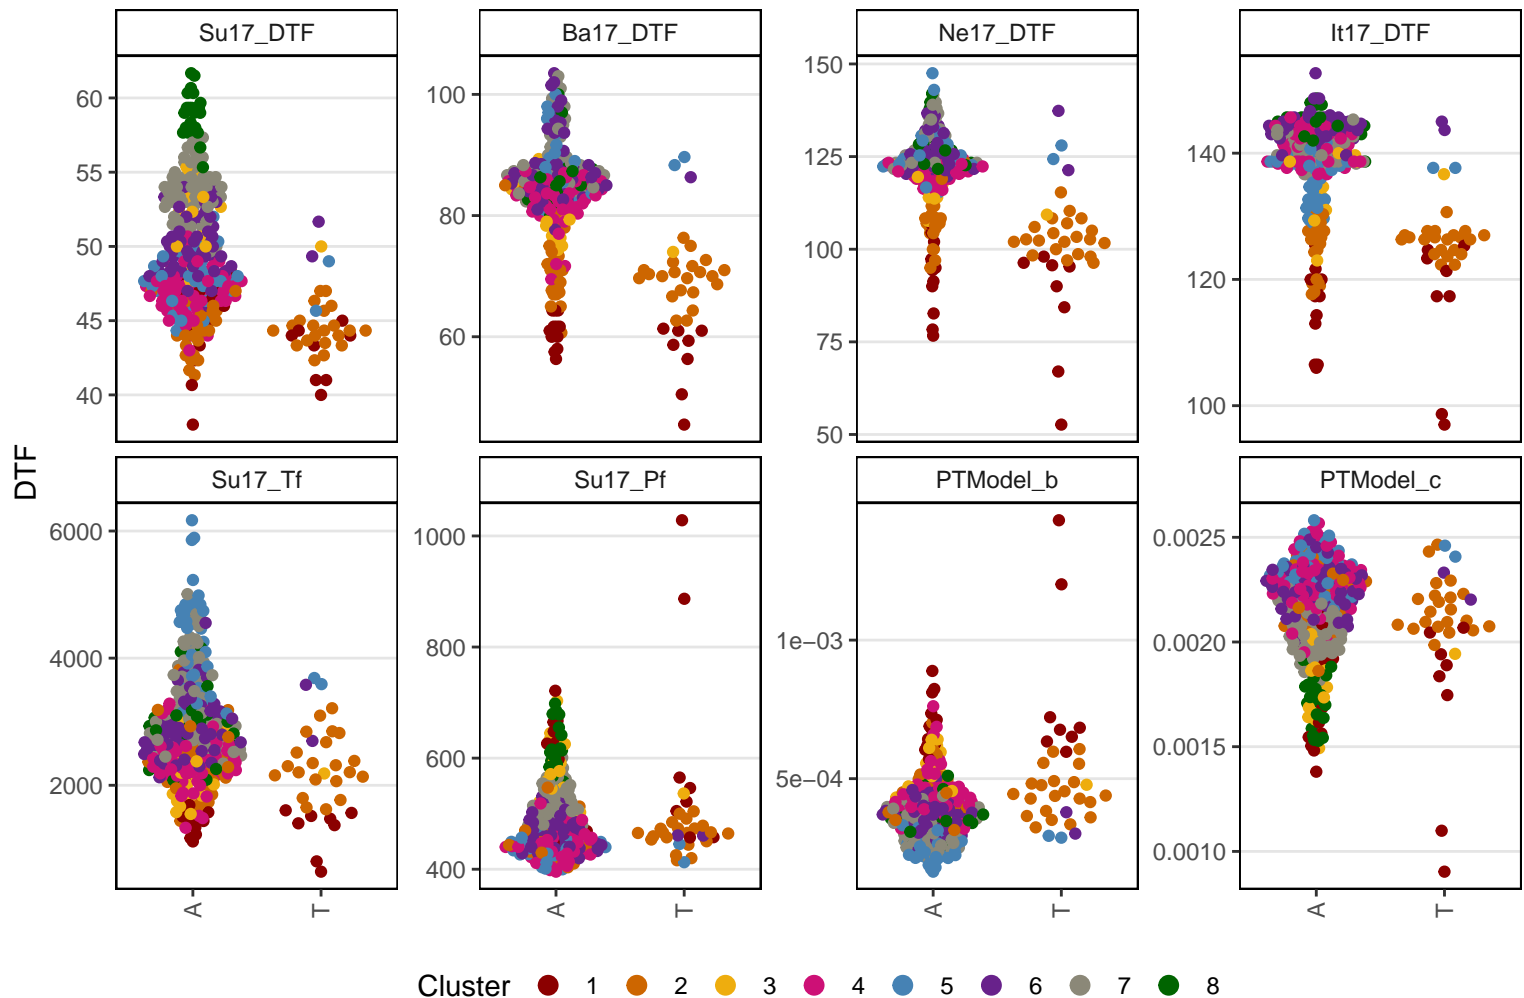 Su17_DTF Ba17_DTF Ne17_DTF It17_DTF
60 55 50 45 40
100 80 60
150 125 100 75 50
140 120 100
DTF
Su17_Tf Su17_Pf PTModel_b PTModel_c
6000 4000 2000
1000 800 600 400
1e−03 5e−04
0.0025 0.0020 0.0015 0.0010
A T A T A T A T
Cluster 1 2 3 4 5 6 7 8